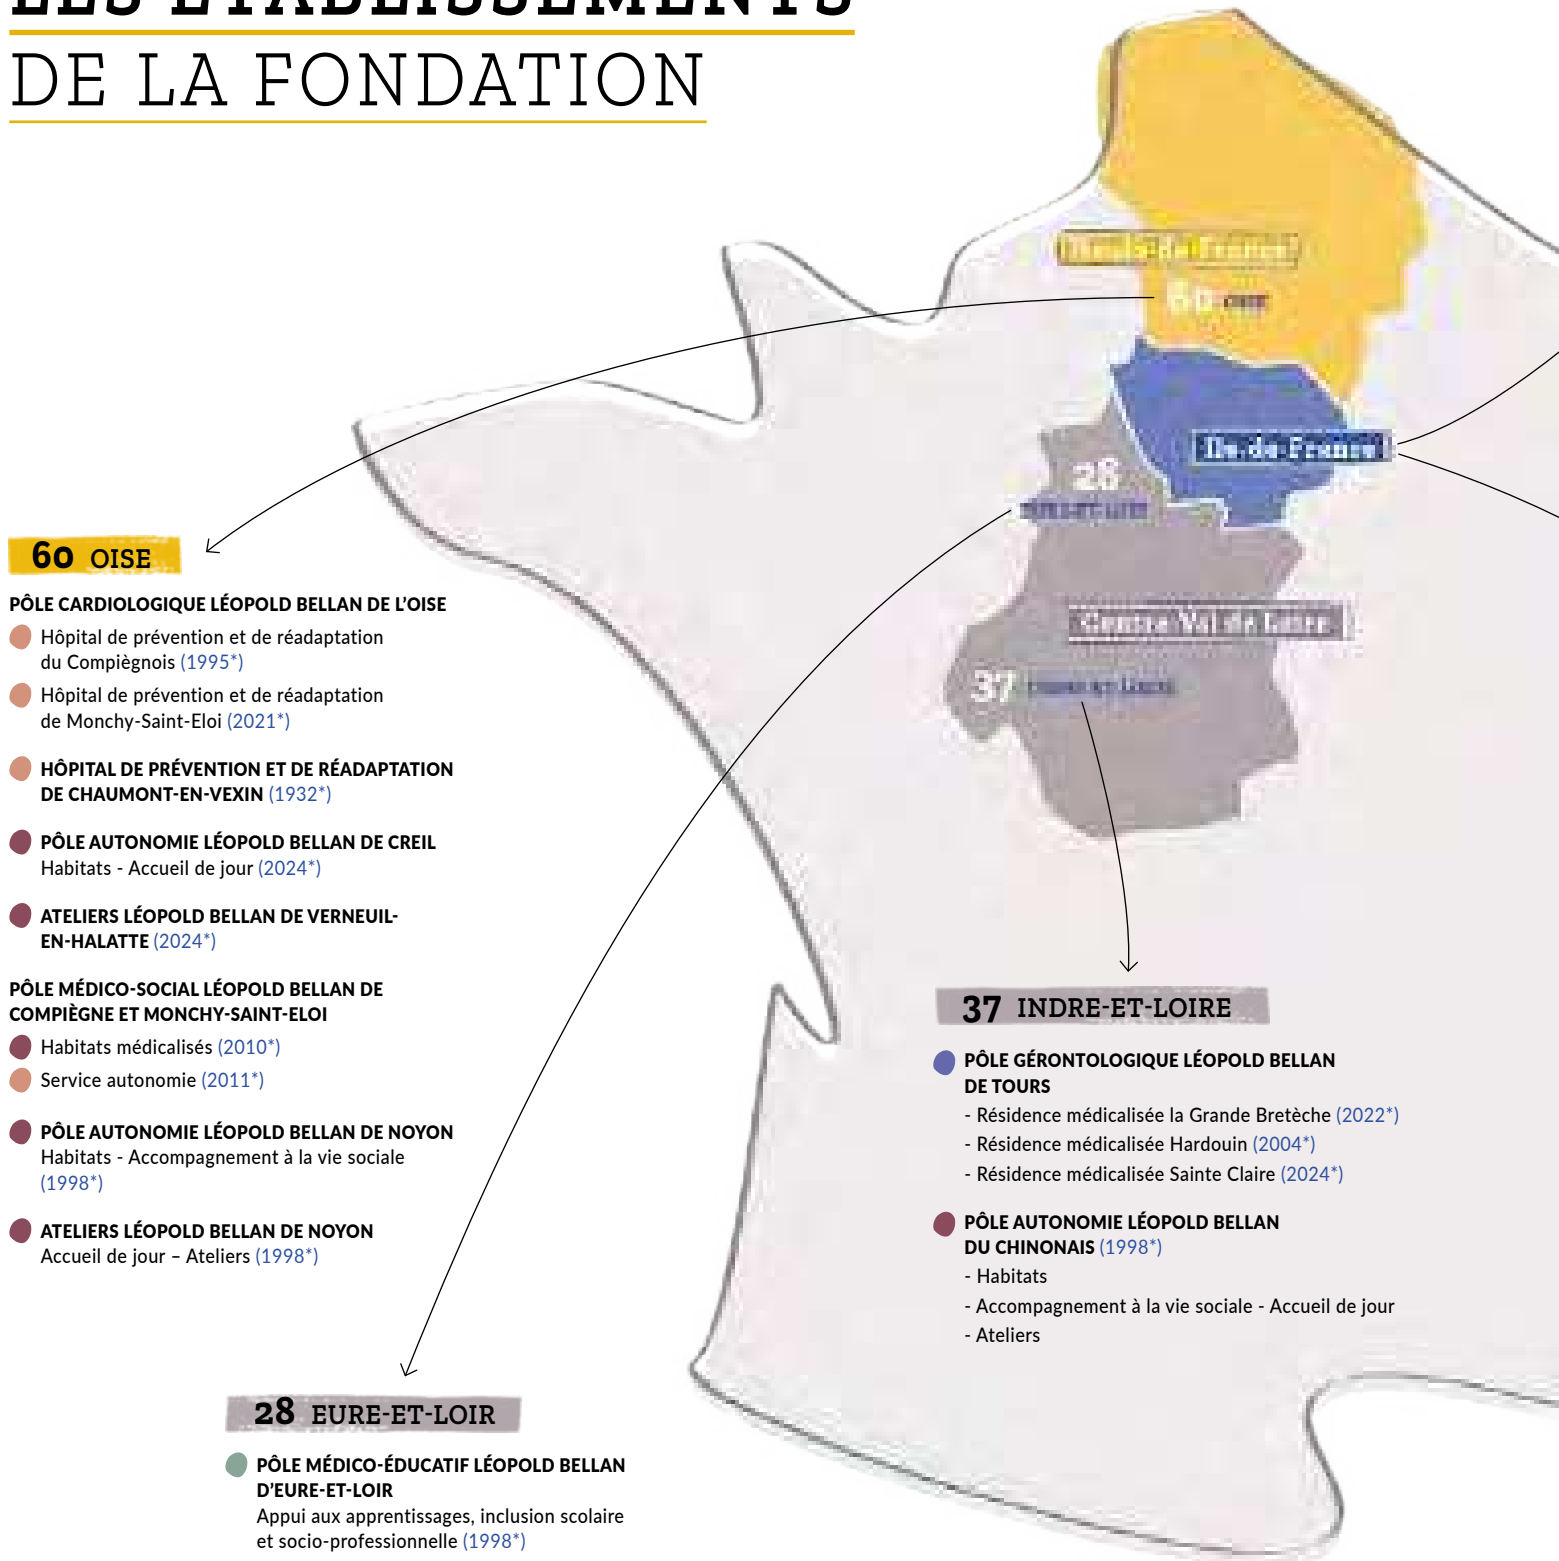 LES ÉTABLISSEMENTS
DE LA FONDATION
60 OISE
Ile-de-France
28
Centre Val de Loire
37
60 OISE
PÔLE CARDIOLOGIQUE LÉOPOLD BELLAN DE L'OISE
Hôpital de prévention et de réadaptation
du Compiègnois (1995*)
Hôpital de prévention et de réadaptation
de Monchy-Saint-Eloi (2021*)
HÔPITAL DE PRÉVENTION ET DE RÉADAPTATION
DE CHAUMONT-EN-VEXIN (1932*)
PÔLE AUTONOMIE LÉOPOLD BELLAN DE CREIL
Habitats - Accueil de jour (2024*)
ATELIERS LÉOPOLD BELLAN DE VERNEUIL-
EN-HALATTE (2024*)
PÔLE MÉDICO-SOCIAL LÉOPOLD BELLAN DE
COMPIÈGNE ET MONCHY-SAINT-ELOI
Habitats médicalisés (2010*)
Service autonomie (2011*)
PÔLE AUTONOMIE LÉOPOLD BELLAN DE NOYON
Habitats - Accompagnement à la vie sociale
(1998*)
ATELIERS LÉOPOLD BELLAN DE NOYON
Accueil de jour – Ateliers (1998*)
28 EURE-ET-LOIR
PÔLE MÉDICO-ÉDUCATIF LÉOPOLD BELLAN
D'EURE-ET-LOIR
Appui aux apprentissages, inclusion scolaire
et socio-professionnelle (1998*)
37 INDRE-ET-LOIRE
PÔLE GÉRONTOLOGIQUE LÉOPOLD BELLAN
DE TOURS
- Résidence médicalisée la Grande Bretèche (2022*)
- Résidence médicalisée Hardouin (2004*)
- Résidence médicalisée Sainte Claire (2024*)
PÔLE AUTONOMIE LÉOPOLD BELLAN
DU CHINONAIS (1998*)
- Habitats
- Accompagnement à la vie sociale - Accueil de jour
- Ateliers